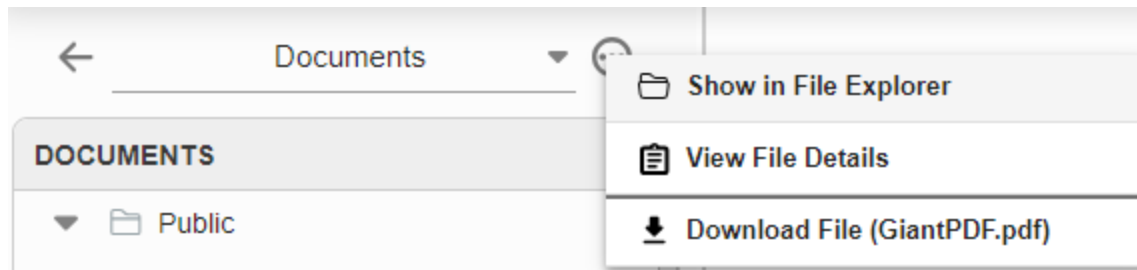 Documents
Show in File Explorer
DOCUMENTS
View File Details
Public
Download File (GiantPDF.pdf)